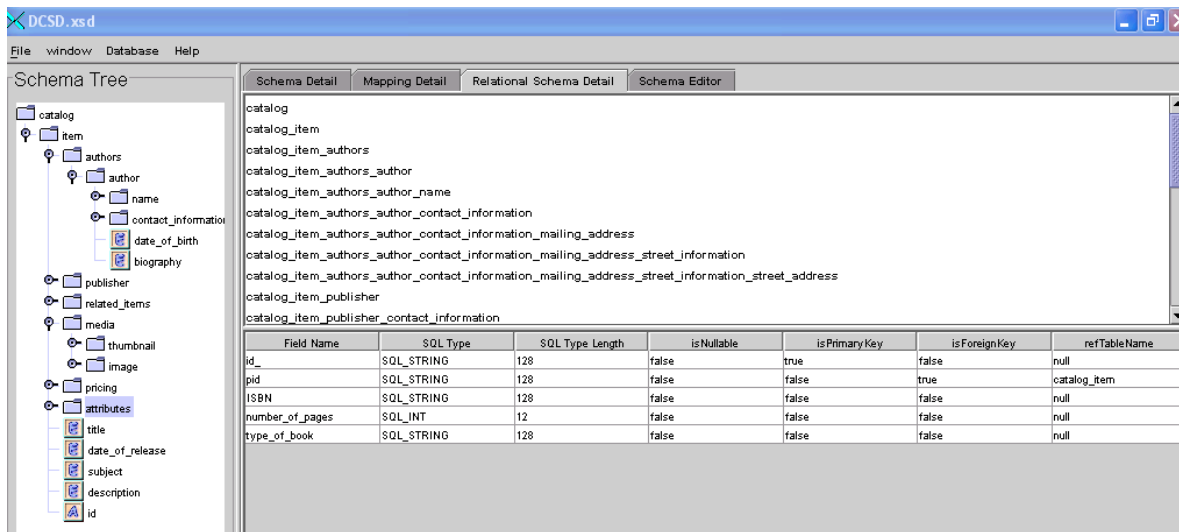 DCSD.xsd
File window Database Help
Schema Tree
catalog
item
authors
author
name
contact_information
date_of_birth
biography
publisher
related_items
media
thumbnail
image
pricing
attributes
title
date_of_release
subject
description
id
Schema Detail Mapping Detail Relational Schema Detail Schema Editor
catalog
catalog_item
catalog_item_authors
catalog_item_authors_author
catalog_item_authors_author_name
catalog_item_authors_author_contact_information
catalog_item_authors_author_contact_information_mailing_address
catalog_item_authors_author_contact_information_mailing_address_street_information
catalog_item_authors_author_contact_information_mailing_address_street_information_street_address
catalog_item_publisher
catalog_item_publisher_contact_information
Field Name SQL Type SQL Type Length isNullable isPrimaryKey isForeignKey refTableName
id_ SQL_STRING 128 false true false null
pid SQL_STRING 128 false false true catalog_item
ISBN SQL_STRING 128 false false false null
number_of_pages SQL_INT 12 false false false null
type_of_book SQL_STRING 128 false false false null